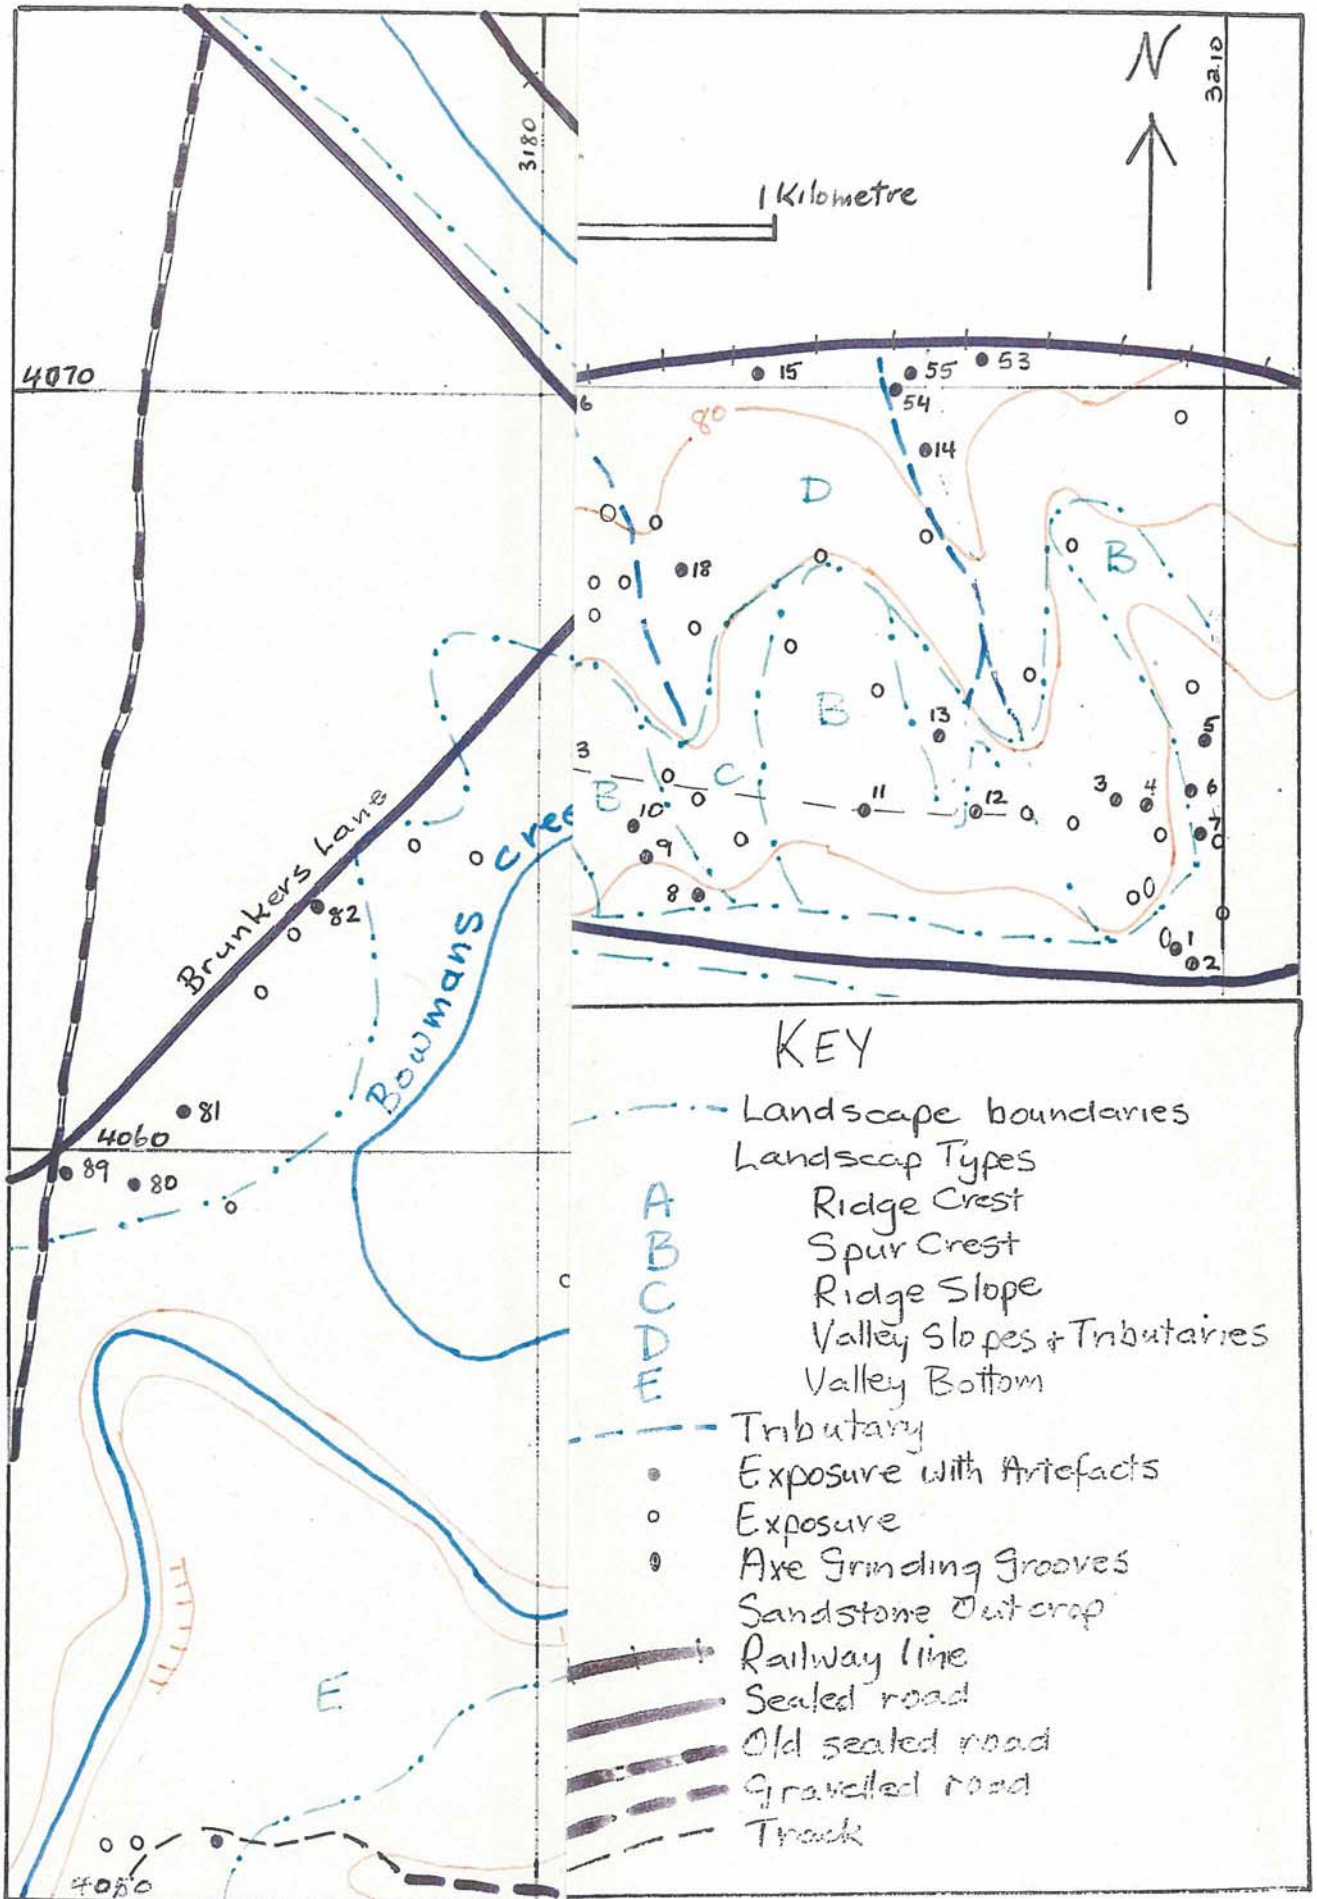 N
3210
3180
1 Kilometre
4070
6
15
55
53
54
80
14
D
B
18
B
13
5
3
C
B
11
12
3
4
6
10
7
9
8
1
2
Brunkers Lane
Bowmans Cree
82
81
4060
89
80
E
4050
KEY
Landscape boundaries
Landscap Types
A Ridge Crest
B Spur Crest
C Ridge Slope
D Valley Slopes + Tributairies
E Valley Bottom
Tributary
Exposure with Artefacts
Exposure
Axe Grinding Grooves
Sandstone Outcrop
Railway line
Sealed road
Old sealed road
Gravelled road
Track